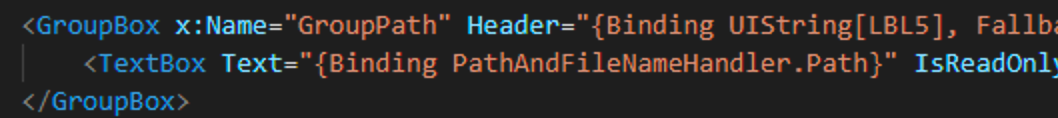 <GroupBox x:Name="GroupPath" Header="{Binding UIString[LBL5], Fallba
<TextBox Text="{Binding PathAndFileNameHandler.Path}" IsReadOnly
</GroupBox>